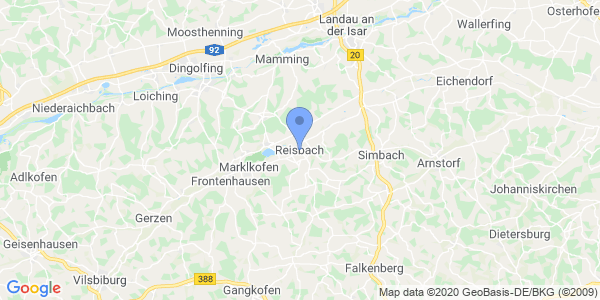 Osterhofe
Landau an
der Isar
Wallerfing
Moosthenning
92
20
Mamming
Dingolfing
Eichendorf
Loiching
Niederaichbach
Reisbach
Simbach
Arnstorf
Marklkofen
Frontenhausen
Adlkofen
Johanniskirchen
Gerzen
Dietersburg
Geisenhausen
Vilsbiburg
388
Falkenberg
Gangkofen
Google
Map data ©2020 GeoBasis-DE/BKG (©2009)